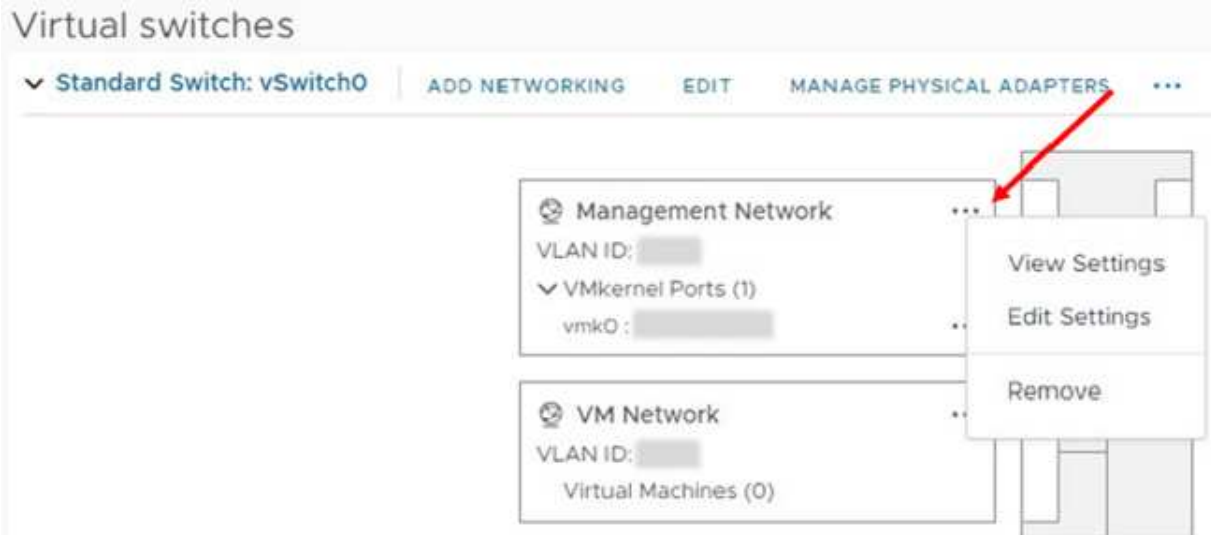 Virtual switches
Standard Switch: vSwitch0 ADD NETWORKING EDIT MANAGE PHYSICAL ADAPTERS ...
Management Network ...
VLAN ID:
VMkernel Ports (1)
vmk0 :
View Settings
Edit Settings
Remove
VM Network
VLAN ID:
Virtual Machines (0)